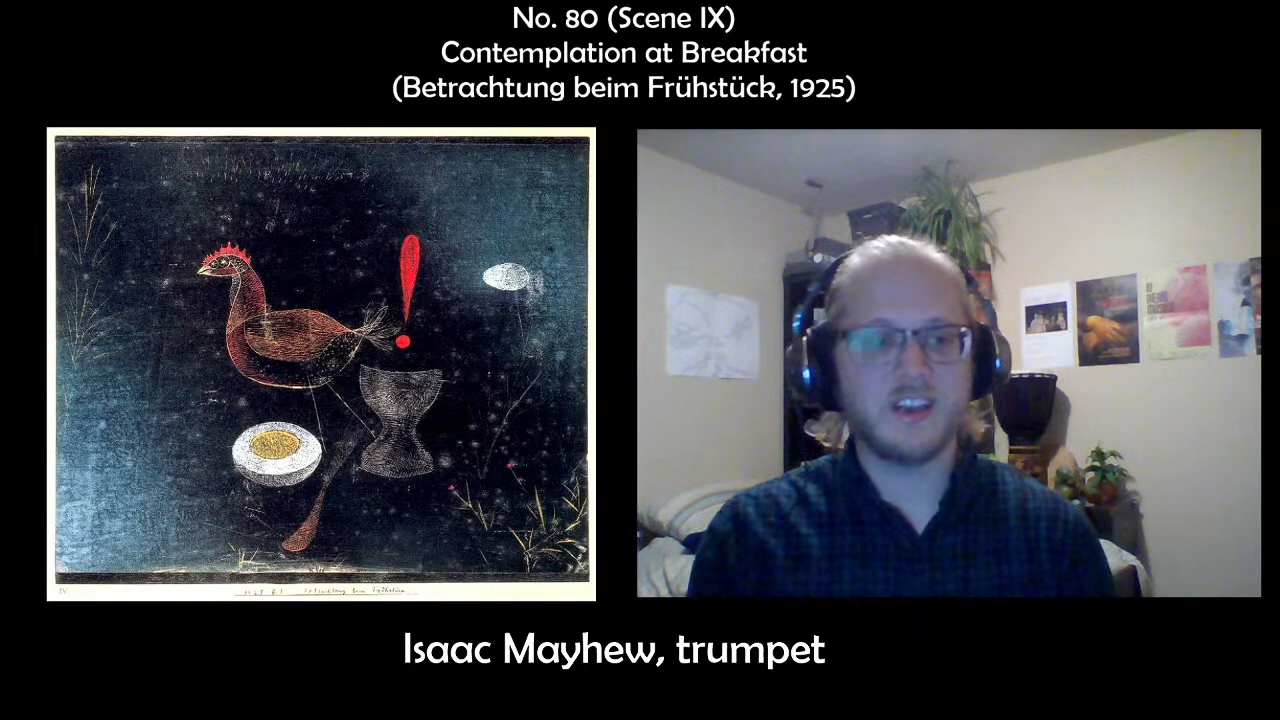 No. 80 (Scene IX)
Contemplation at Breakfast
(Betrachtung beim Frühstück, 1925)
Isaac Mayhew, trumpet